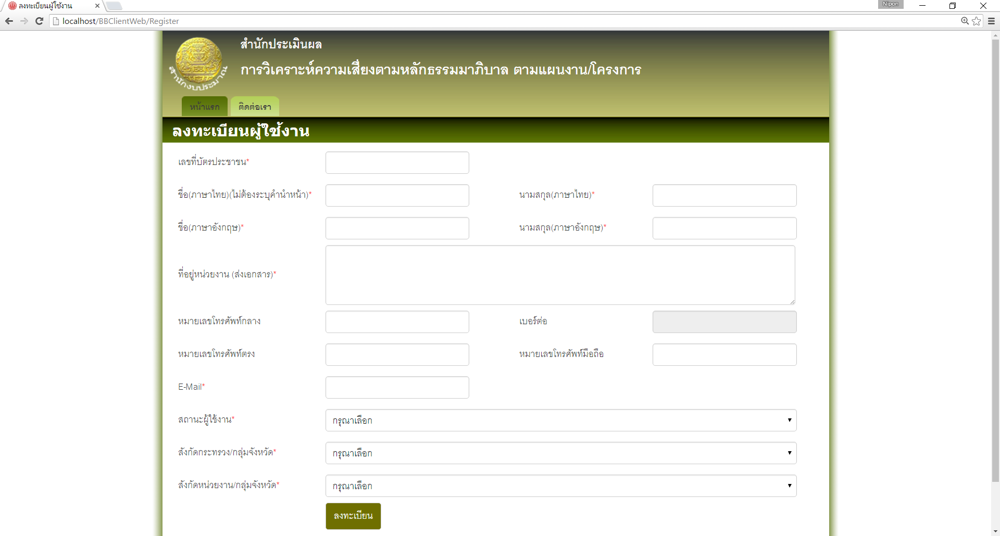 ลงทะเบียนผู้ใช้งาน
Nipon
localhost/BBClientWeb/Register
สำนักงบประมาณ
สำนักประเมินผล
การวิเคราะห์ความเสี่ยงตามหลักธรรมมาภิบาล ตามแผนงาน/โครงการ
หน้าแรก ติดต่อเรา
ลงทะเบียนผู้ใช้งาน
เลขที่บัตรประชาชน*
ชื่อ(ภาษาไทย)(ไม่ต้องระบุคำนำหน้า)* นามสกุล(ภาษาไทย)*
ชื่อ(ภาษาอังกฤษ)* นามสกุล(ภาษาอังกฤษ)*
ที่อยู่หน่วยงาน (ส่งเอกสาร)*
หมายเลขโทรศัพท์กลาง เบอร์ต่อ
หมายเลขโทรศัพท์ตรง หมายเลขโทรศัพท์มือถือ
E-Mail*
สถานะผู้ใช้งาน* กรุณาเลือก
สังกัดกระทรวง/กลุ่มจังหวัด* กรุณาเลือก
สังกัดหน่วยงาน/กลุ่มจังหวัด* กรุณาเลือก
ลงทะเบียน